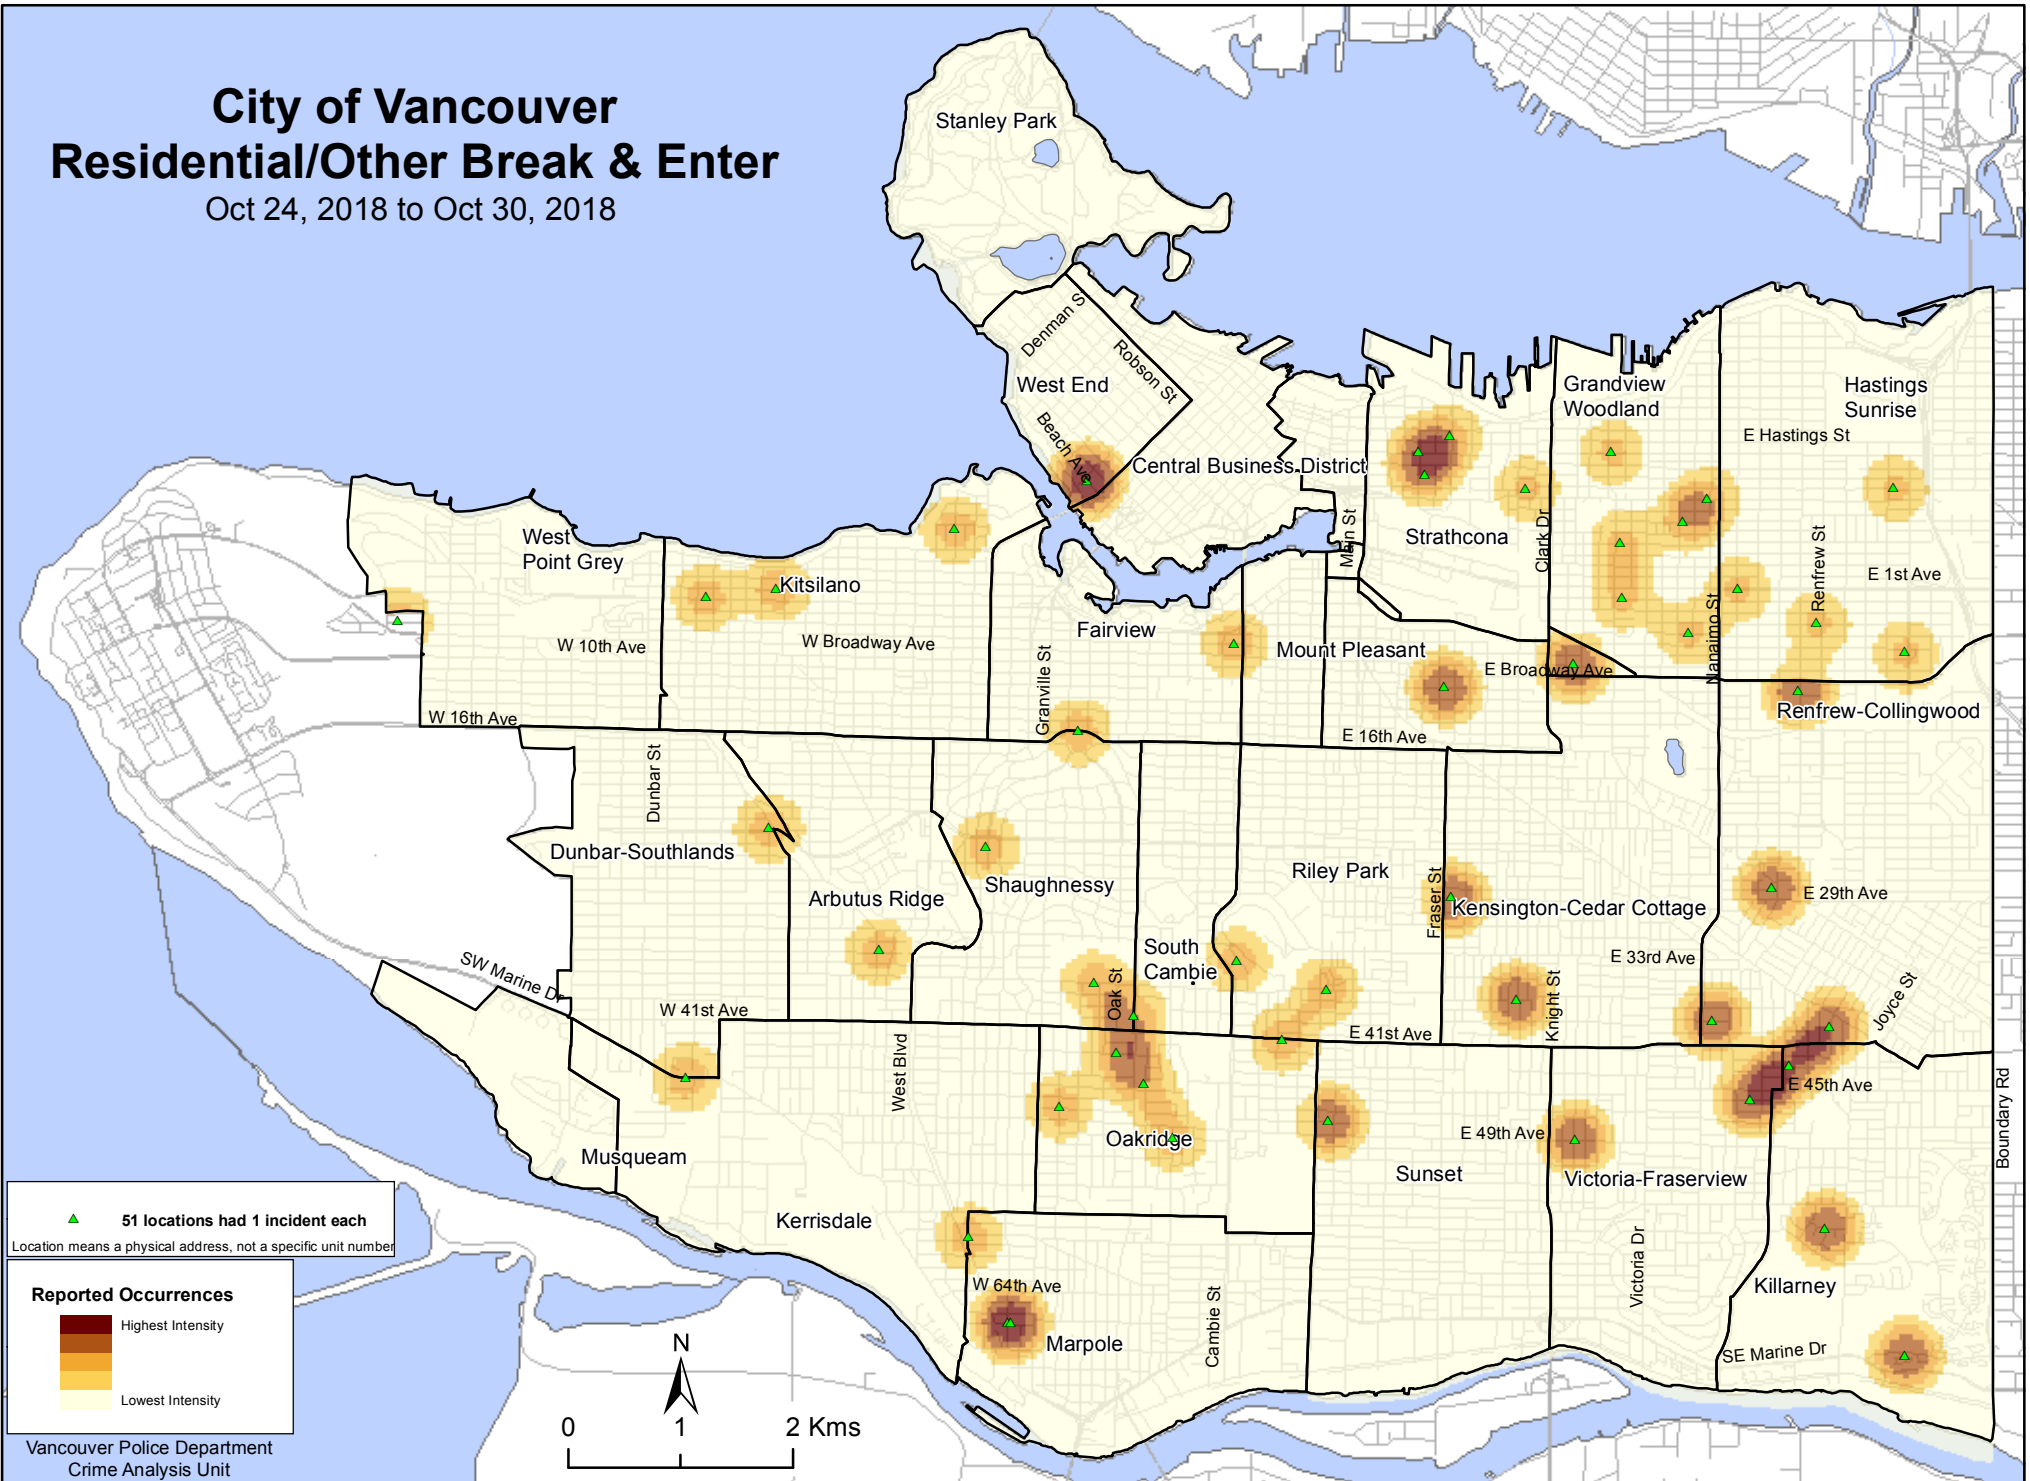 City of Vancouver
Residential/Other Break & Enter
Oct 24, 2018 to Oct 30, 2018
Stanley Park
Denman S
Robson St
West End
Beach Ave
Central Business District
Grandview
Woodland
Hastings
Sunrise
E Hastings St
Strathcona
Main St
Clark Dr
Nanaimo St
Renfrew St
E 1st Ave
West
Point Grey
Kitsilano
W 10th Ave
W Broadway Ave
Fairview
Granville St
Mount Pleasant
E Broadway Ave
W 16th Ave
E 16th Ave
Renfrew-Collingwood
Dunbar St
Dunbar-Southlands
Arbutus Ridge
Shaughnessy
Riley Park
Fraser St
Kensington-Cedar Cottage
E 29th Ave
South
Cambie
Oak St
E 33rd Ave
Knight St
Joyce St
SW Marine Dr
W 41st Ave
E 41st Ave
West Blvd
E 45th Ave
Boundary Rd
Oakridge
E 49th Ave
Musqueam
Sunset
Victoria-Fraserview
Kerrisdale
W 64th Ave
Victoria Dr
Killarney
Marpole
Cambie St
SE Marine Dr
51 locations had 1 incident each
Location means a physical address, not a specific unit number
Reported Occurrences
Highest Intensity
Lowest Intensity
N
0 1 2 Kms
Vancouver Police Department
Crime Analysis Unit